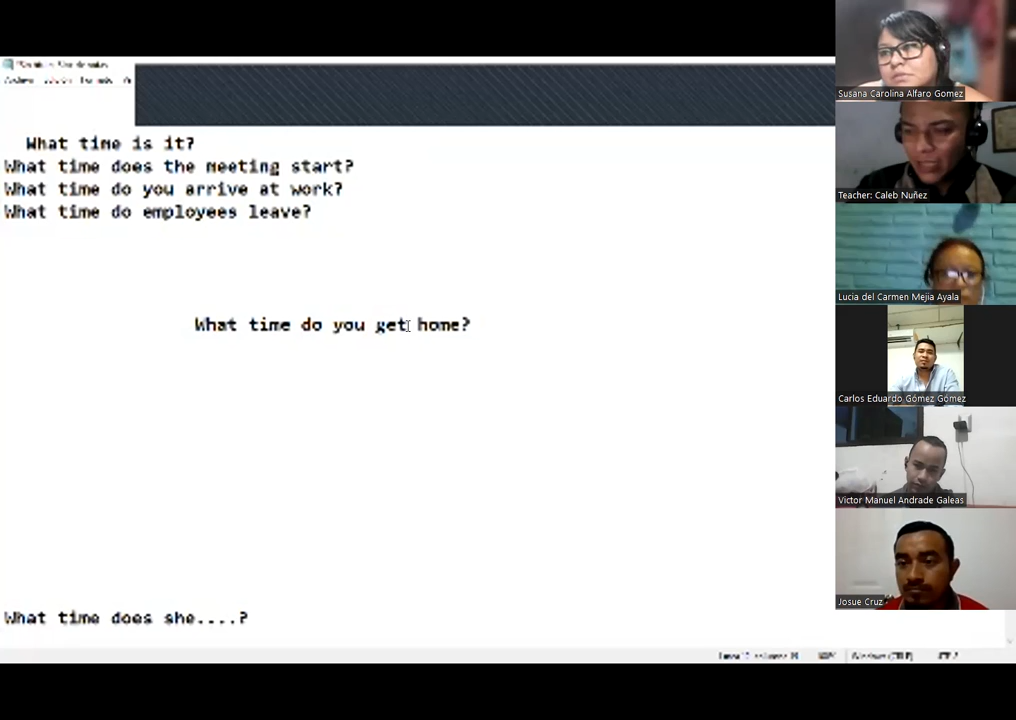 What time is it?
What time does the meeting start?
What time do you arrive at work?
What time do employees leave?
What time do you get home?
What time does she....?
Susana Carolina Alfaro Gomez
Teacher: Caleb Nuñez
Lucia del Carmen Mejia Ayala
Carlos Eduardo Gómez Gómez
Victor Manuel Andrade Galeas
Josue Cruz